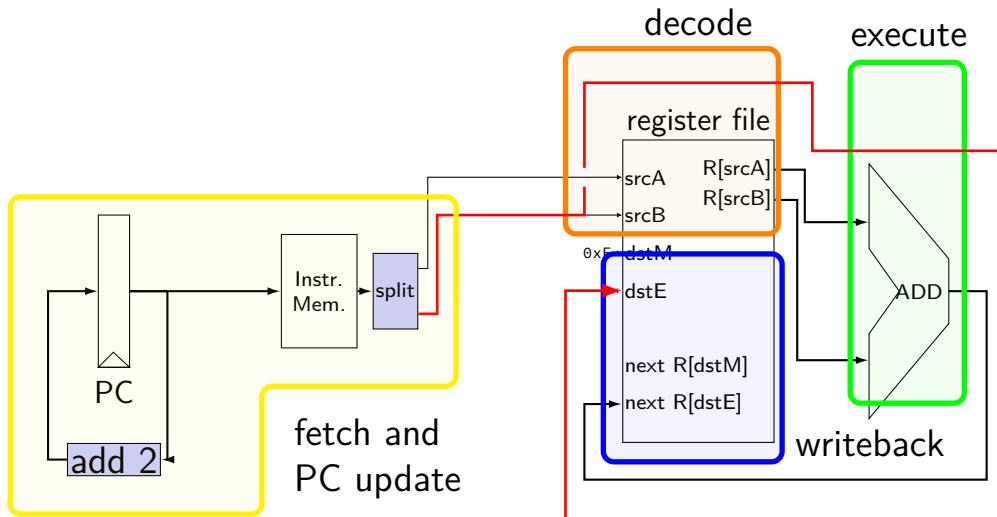 decode
execute
register file
srcA
R[srcA]
R[srcB]
srcB
0xF
dstM
dstE
next R[dstM]
next R[dstE]
ADD
writeback
Instr.
Mem.
split
PC
add 2
fetch and
PC update